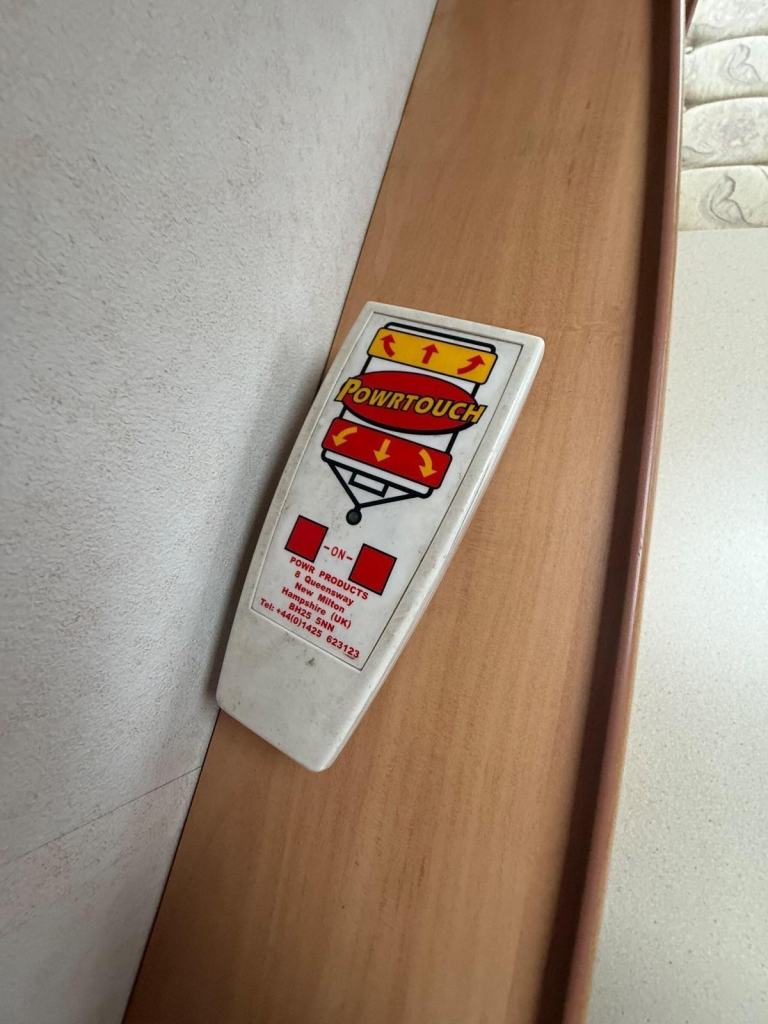 POWRTOUCH
-ON-
POWR PRODUCTS
8 Queensway
New Milton
Hampshire (UK)
BH25 5NN
Tel: +44(0)1425 623123